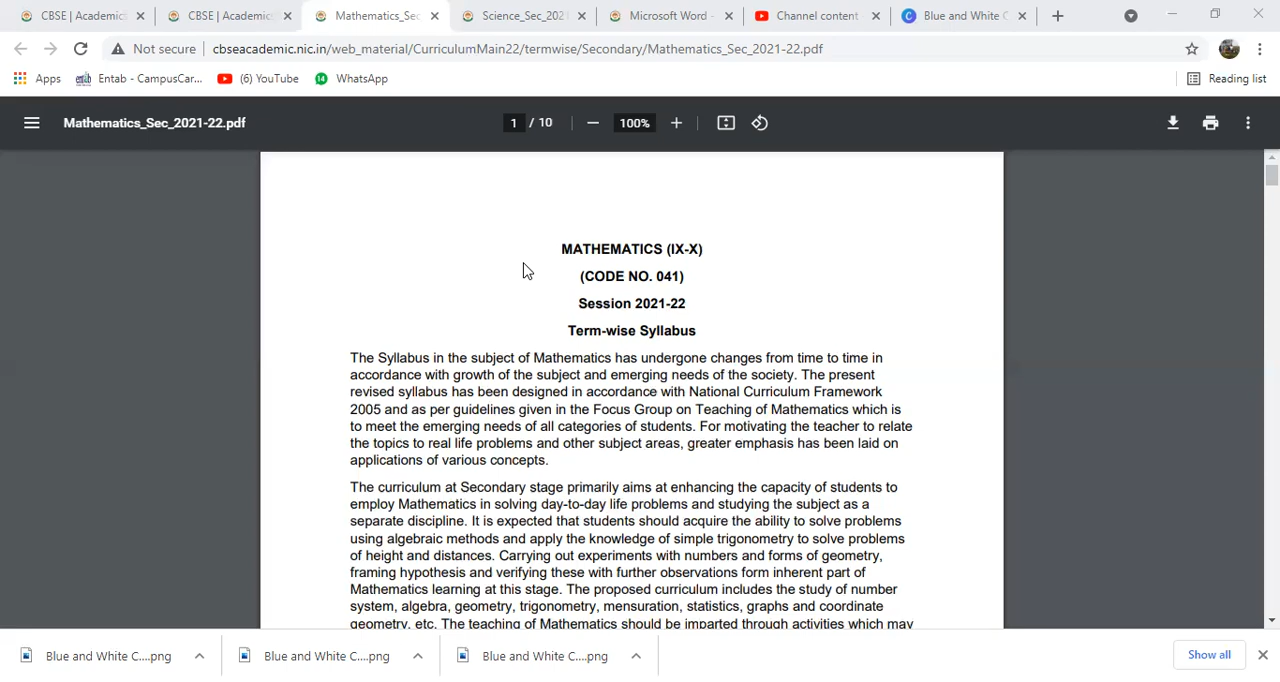 CBSE | Academic
CBSE | Academic
Mathematics_Sec
Science_Sec_202
Microsoft Word -
Channel content
Blue and White C
Not secure
cbseacademic.nic.in/web_material/CurriculumMain22/termwise/Secondary/Mathematics_Sec_2021-22.pdf
Apps
Entab - CampusCar...
(6) YouTube
14
WhatsApp
Reading list
Mathematics_Sec_2021-22.pdf
1 / 10
100%
MATHEMATICS (IX-X)
(CODE NO. 041)
Session 2021-22
Term-wise Syllabus
The Syllabus in the subject of Mathematics has undergone changes from time to time in
accordance with growth of the subject and emerging needs of the society. The present
revised syllabus has been designed in accordance with National Curriculum Framework
2005 and as per guidelines given in the Focus Group on Teaching of Mathematics which is
to meet the emerging needs of all categories of students. For motivating the teacher to relate
the topics to real life problems and other subject areas, greater emphasis has been laid on
applications of various concepts.
The curriculum at Secondary stage primarily aims at enhancing the capacity of students to
employ Mathematics in solving day-to-day life problems and studying the subject as a
separate discipline. It is expected that students should acquire the ability to solve problems
using algebraic methods and apply the knowledge of simple trigonometry to solve problems
of height and distances. Carrying out experiments with numbers and forms of geometry,
framing hypothesis and verifying these with further observations form inherent part of
Mathematics learning at this stage. The proposed curriculum includes the study of number
system, algebra, geometry, trigonometry, mensuration, statistics, graphs and coordinate
geometry, etc. The teaching of Mathematics should be imparted through activities which may
Blue and White C....png
Blue and White C....png
Blue and White C....png
Show all